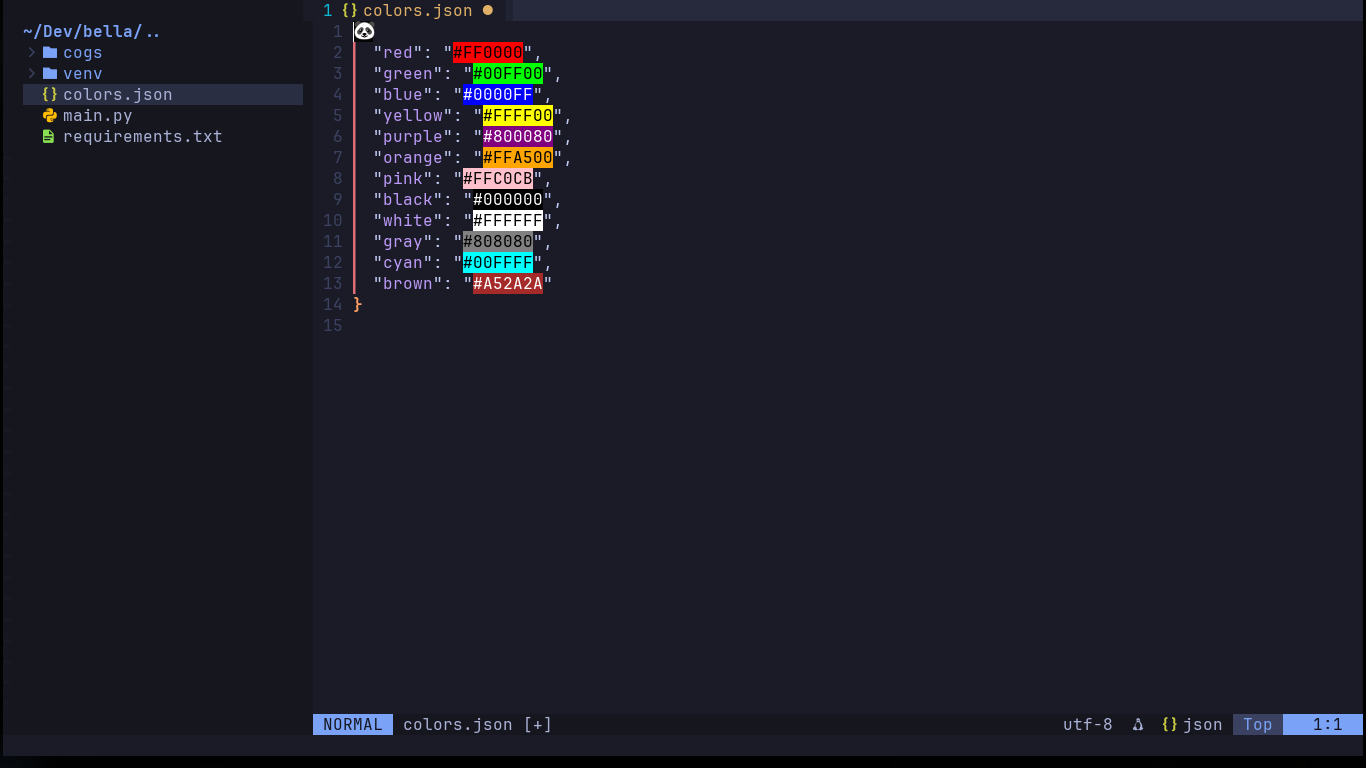 ~/Dev/bella/..
cogs
venv
{} colors.json
main.py
requirements.txt
1 {} colors.json ●
1 🐼
2 "red": "#FF0000",
3 "green": "#00FF00",
4 "blue": "#0000FF",
5 "yellow": "#FFFF00",
6 "purple": "#800080",
7 "orange": "#FFA500",
8 "pink": "#FFC0CB",
9 "black": "#000000",
10 "white": "#FFFFFF",
11 "gray": "#808080",
12 "cyan": "#00FFFF",
13 "brown": "#A52A2A"
14 }
15
NORMAL colors.json [+] utf-8 {} json Top 1:1